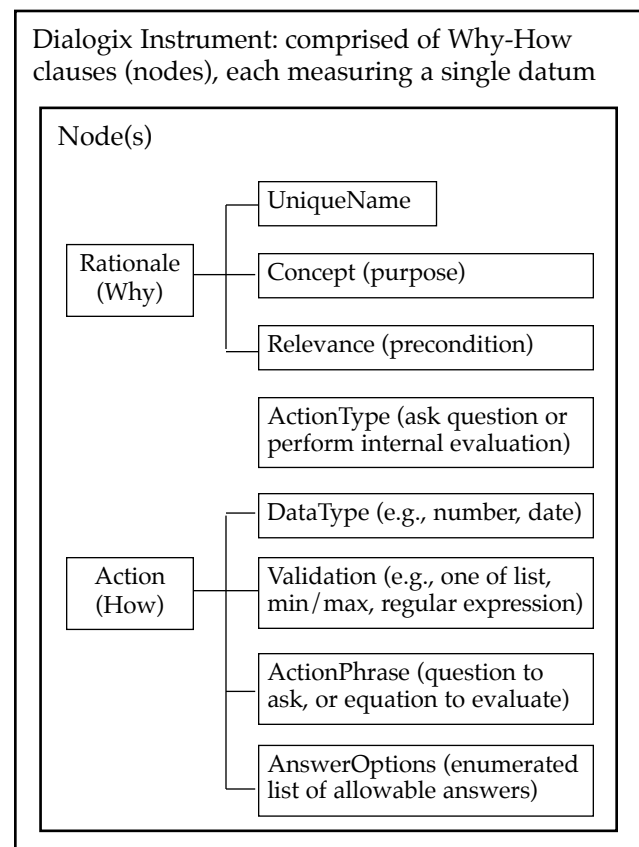 Dialogix Instrument: comprised of Why-How
clauses (nodes), each measuring a single datum
Node(s)
UniqueName
Rationale
(Why)
Concept (purpose)
Relevance (precondition)
ActionType (ask question or
perform internal evaluation)
DataType (e.g., number, date)
Action
(How)
Validation (e.g., one of list,
min/max, regular expression)
ActionPhrase (question to
ask, or equation to evaluate)
AnswerOptions (enumerated
list of allowable answers)